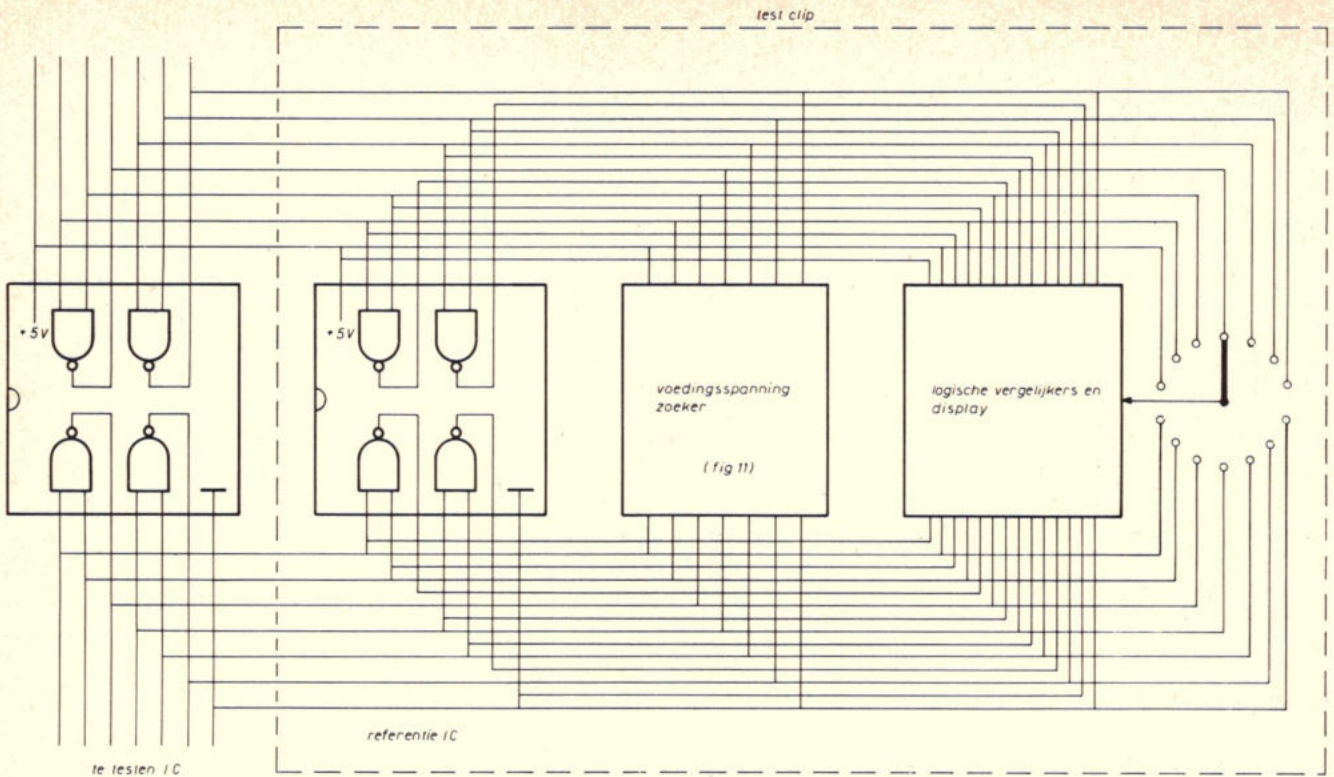 test clip
+5V
+5V
voedingsspanning
zoeker
(fig 11)
logische vergelijkers en
display
referentie IC
te testen IC